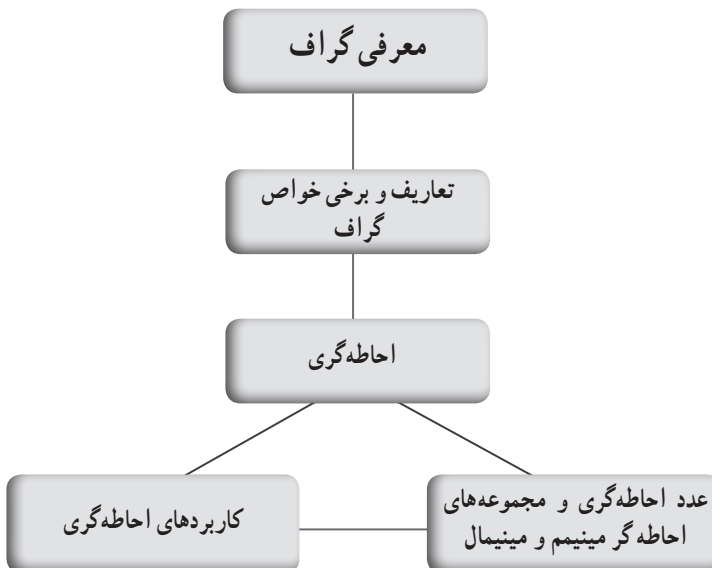 معرفی گراف
تعاریف و برخی خواص
گراف
احاطه‌گری
عدد احاطه‌گری و مجموعه‌های
احاطه گر مینیمم و مینیمال
کاربردهای احاطه‌گری